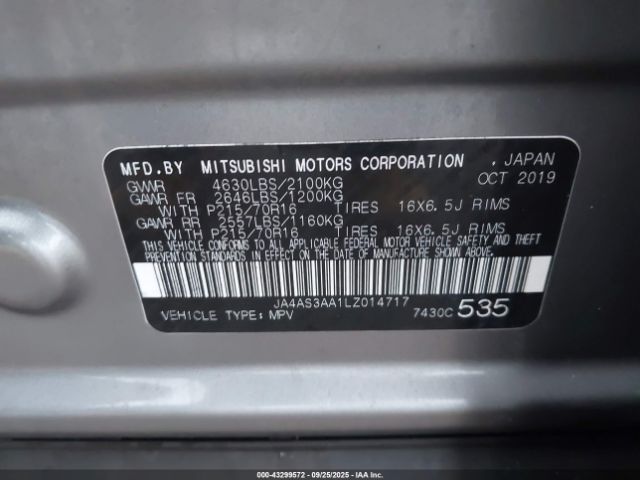 MFD.BY MITSUBISHI MOTORS CORPORATION , JAPAN
GVWR 4630LBS/2100KG OCT 2019
GAWR FR 2646LBS/1200KG
WITH P215/70R16 TIRES 16X6.5J RIMS
GAWR RR 2557LBS/1160KG
WITH P215/70R16 TIRES 16X6.5J RIMS
THIS VEHICLE CONFORMS TO ALL APPLICABLE FEDERAL MOTOR VEHICLE SAFETY AND THEFT
PREVENTION STANDARDS IN EFFECT ON THE DATE OF MANUFACTURE SHOWN ABOVE.
JA4AS3AA1LZ014717
VEHICLE TYPE:MPV 7430C 535
000-43299572 | 09/25/2025 | IAA, Inc.